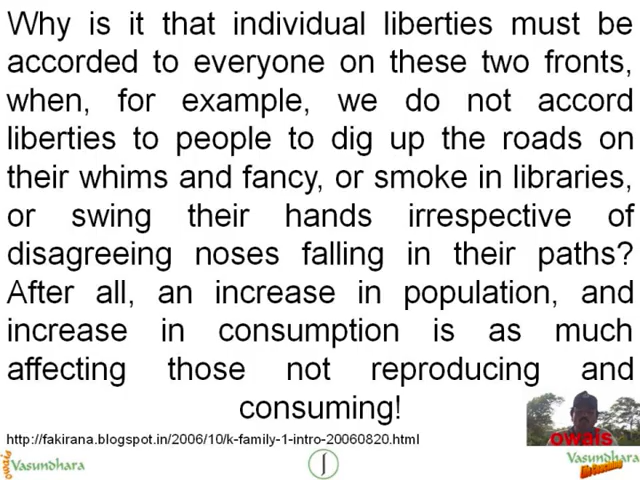 Why is it that individual liberties must be
accorded to everyone on these two fronts,
when, for example, we do not accord
liberties to people to dig up the roads on
their whims and fancy, or smoke in libraries,
or swing their hands irrespective of
disagreeing noses falling in their paths?
After all, an increase in population, and
increase in consumption is as much
affecting those not reproducing and
consuming!
owais
http://fakirana.blogspot.in/2006/10/k-family-1-intro-20060820.html
owais
Vasundhara
Vasundhara
Life Coaching